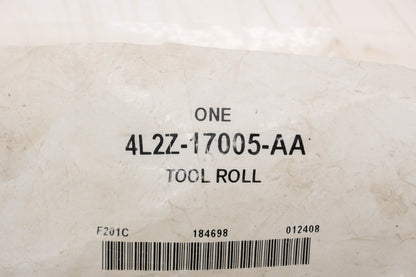 ONE
4L2Z-17005-AA
TOOL ROLL
F201C 184698 012408